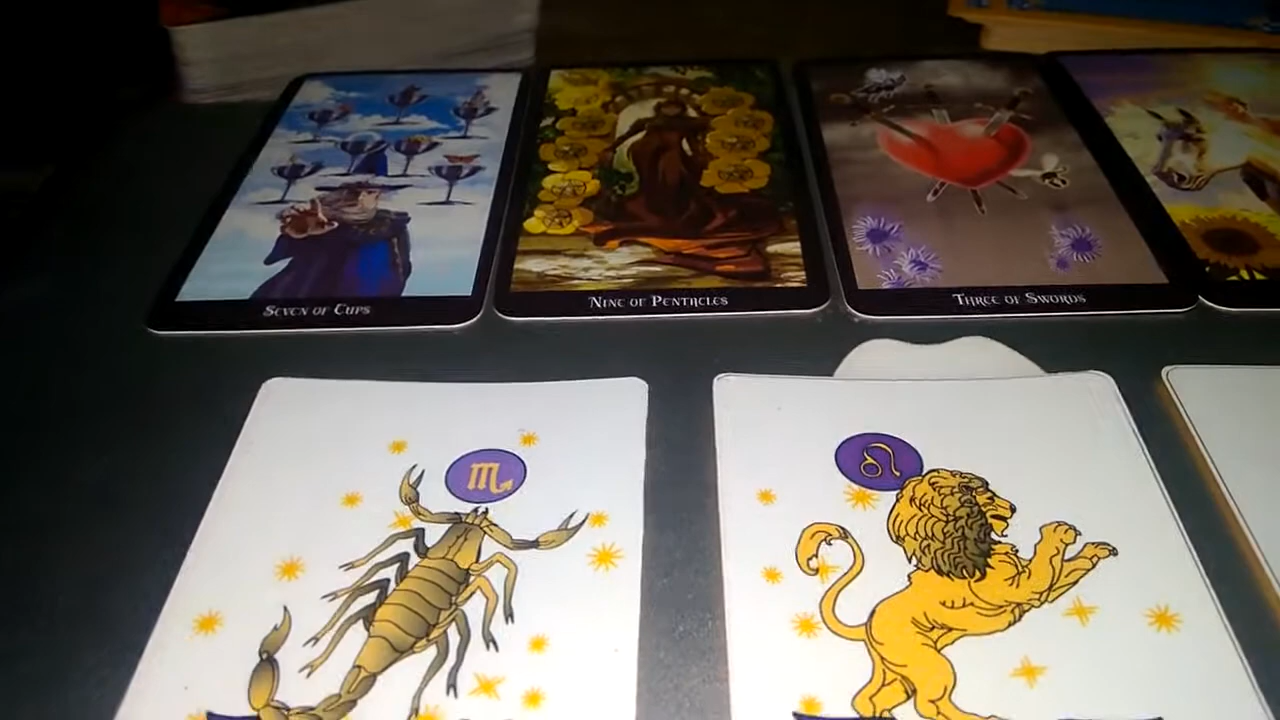 Seven of Cups
Nine of Pentacles
Three of Swords